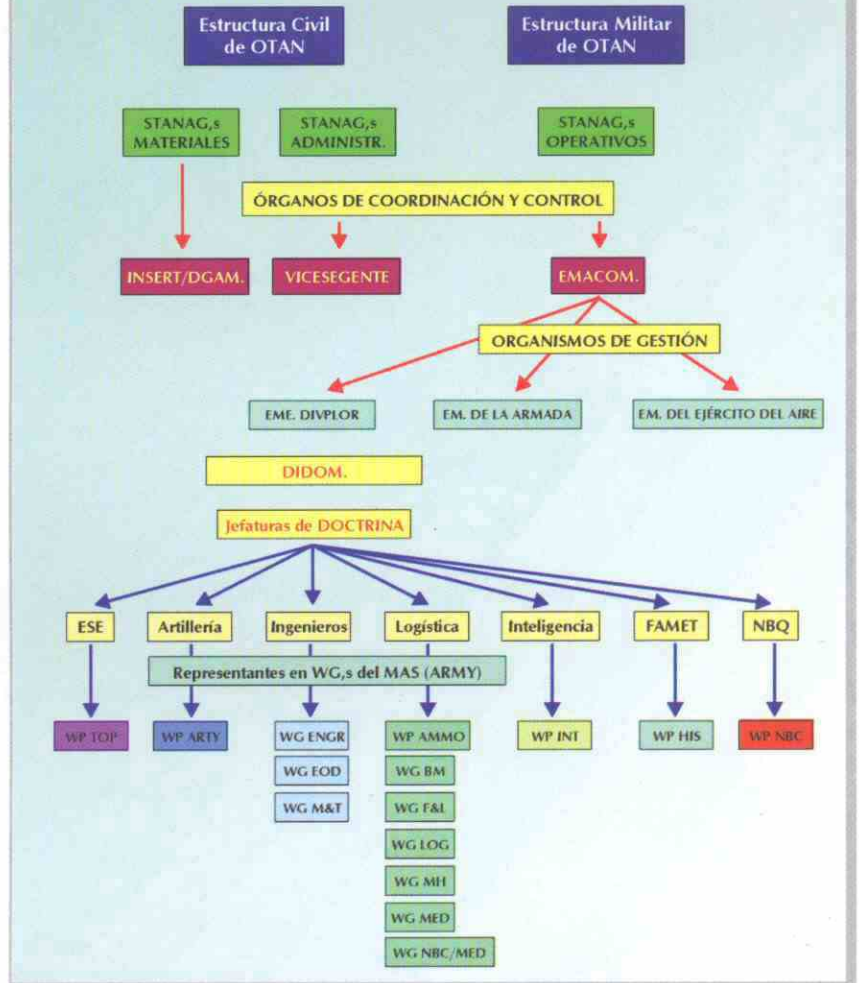 Estructura Civil
de OTAN
Estructura Militar
de OTAN
STANAG,s
MATERIALES
STANAG,s
ADMINISTR.
STANAG,s
OPERATIVOS
ÓRGANOS DE COORDINACIÓN Y CONTROL
INSERT/DGAM.
VICESEGENTE
EMACOM.
ORGANISMOS DE GESTIÓN
EME. DIVPLOR
EM. DE LA ARMADA
EM. DEL EJÉRCITO DEL AIRE
DIDOM.
Jefaturas de DOCTRINA
ESE
Artillería
Ingenieros
Logística
Inteligencia
FAMET
NBQ
Representantes en WG,s del MAS (ARMY)
WP TOP
WP ARTY
WG ENGR
WP AMMO
WP INT
WP HIS
WP NBC
WG EOD
WG BM
WG M&T
WG F&L
WG LOG
WG MH
WG MED
WG NBC/MED